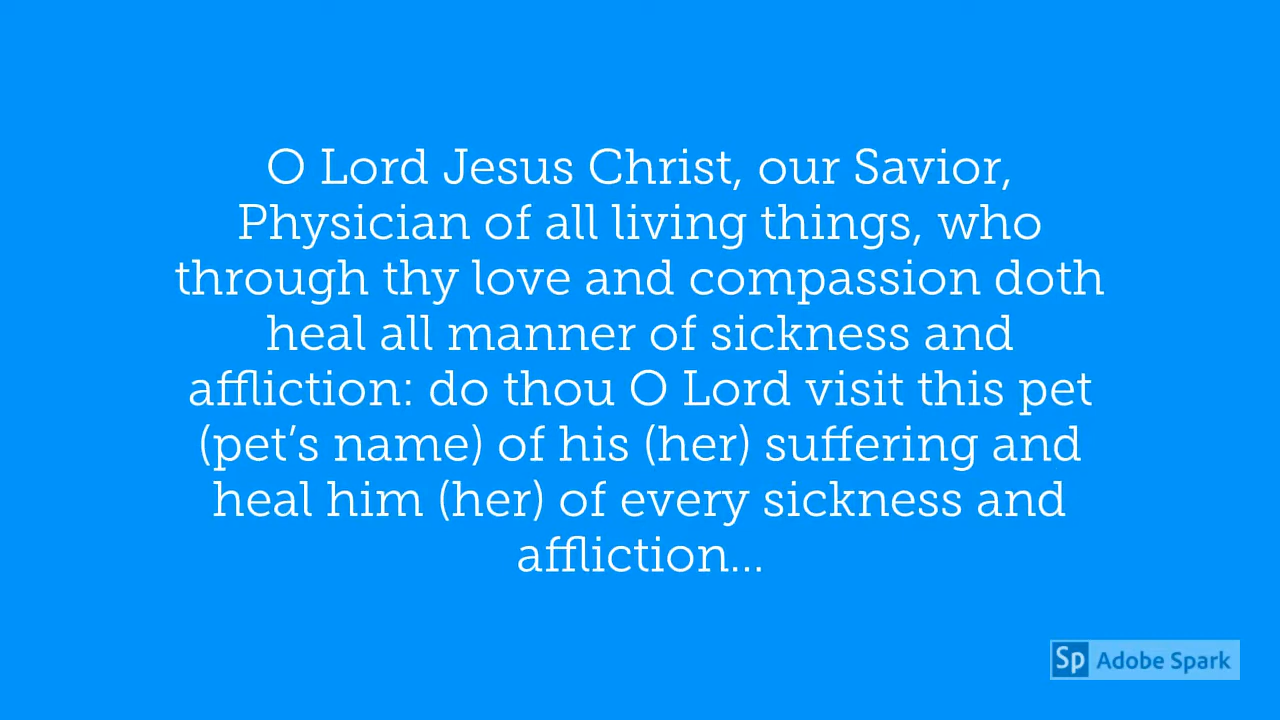 O Lord Jesus Christ, our Savior,
Physician of all living things, who
through thy love and compassion doth
heal all manner of sickness and
affliction: do thou O Lord visit this pet
(pet’s name) of his (her) suffering and
heal him (her) of every sickness and
affliction...
Sp Adobe Spark